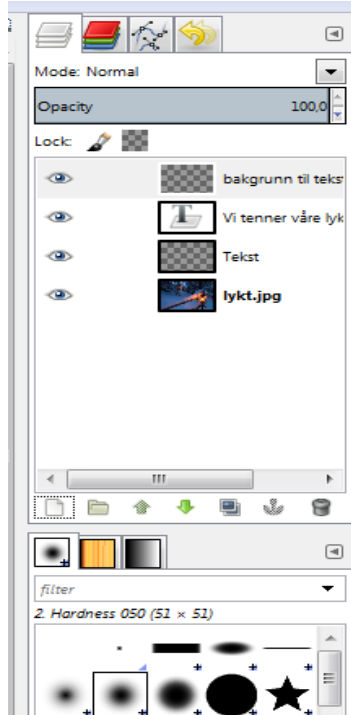 Mode: Normal
Opacity 100,0
Lock:
bakgrunn til tekst
Vi tenner våre lyk
Tekst
lykt.jpg
filter
2. Hardness 050 (51 × 51)